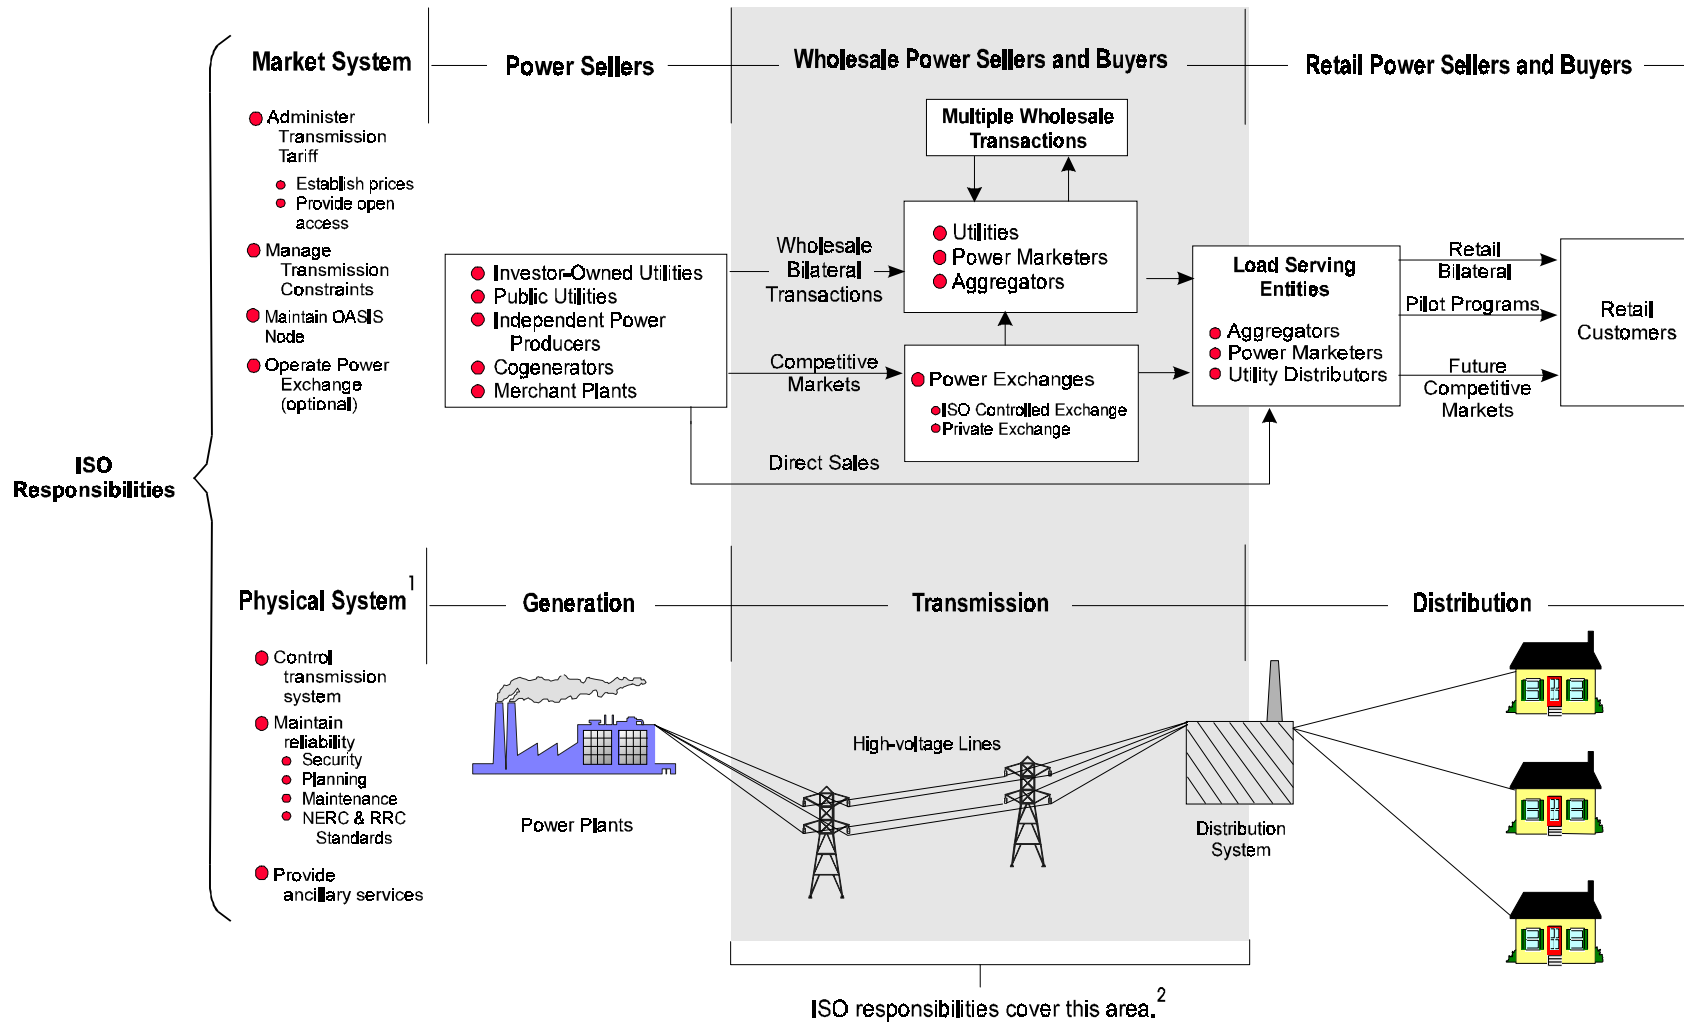 Market System
Power Sellers
Wholesale Power Sellers and Buyers
Retail Power Sellers and Buyers
Administer
Transmission
Tariff
Establish prices
Provide open
access
Manage
Transmission
Constraints
Maintain OASIS
Node
Operate Power
Exchange
(optional)
Investor-Owned Utilities
Public Utilities
Independent Power
Producers
Cogenerators
Merchant Plants
Wholesale
Bilateral
Transactions
Competitive
Markets
Direct Sales
Multiple Wholesale
Transactions
Utilities
Power Marketers
Aggregators
Power Exchanges
ISO Controlled Exchange
Private Exchange
Load Serving
Entities
Aggregators
Power Marketers
Utility Distributors
Retail
Bilateral
Pilot Programs
Future
Competitive
Markets
Retail
Customers
ISO
Responsibilities
Physical System1
Generation
Transmission
Distribution
Control
transmission
system
Maintain
reliability
Security
Planning
Maintenance
NERC & RRC
Standards
Provide
ancillary services
Power Plants
High-voltage Lines
Distribution
System
ISO responsibilities cover this area.2